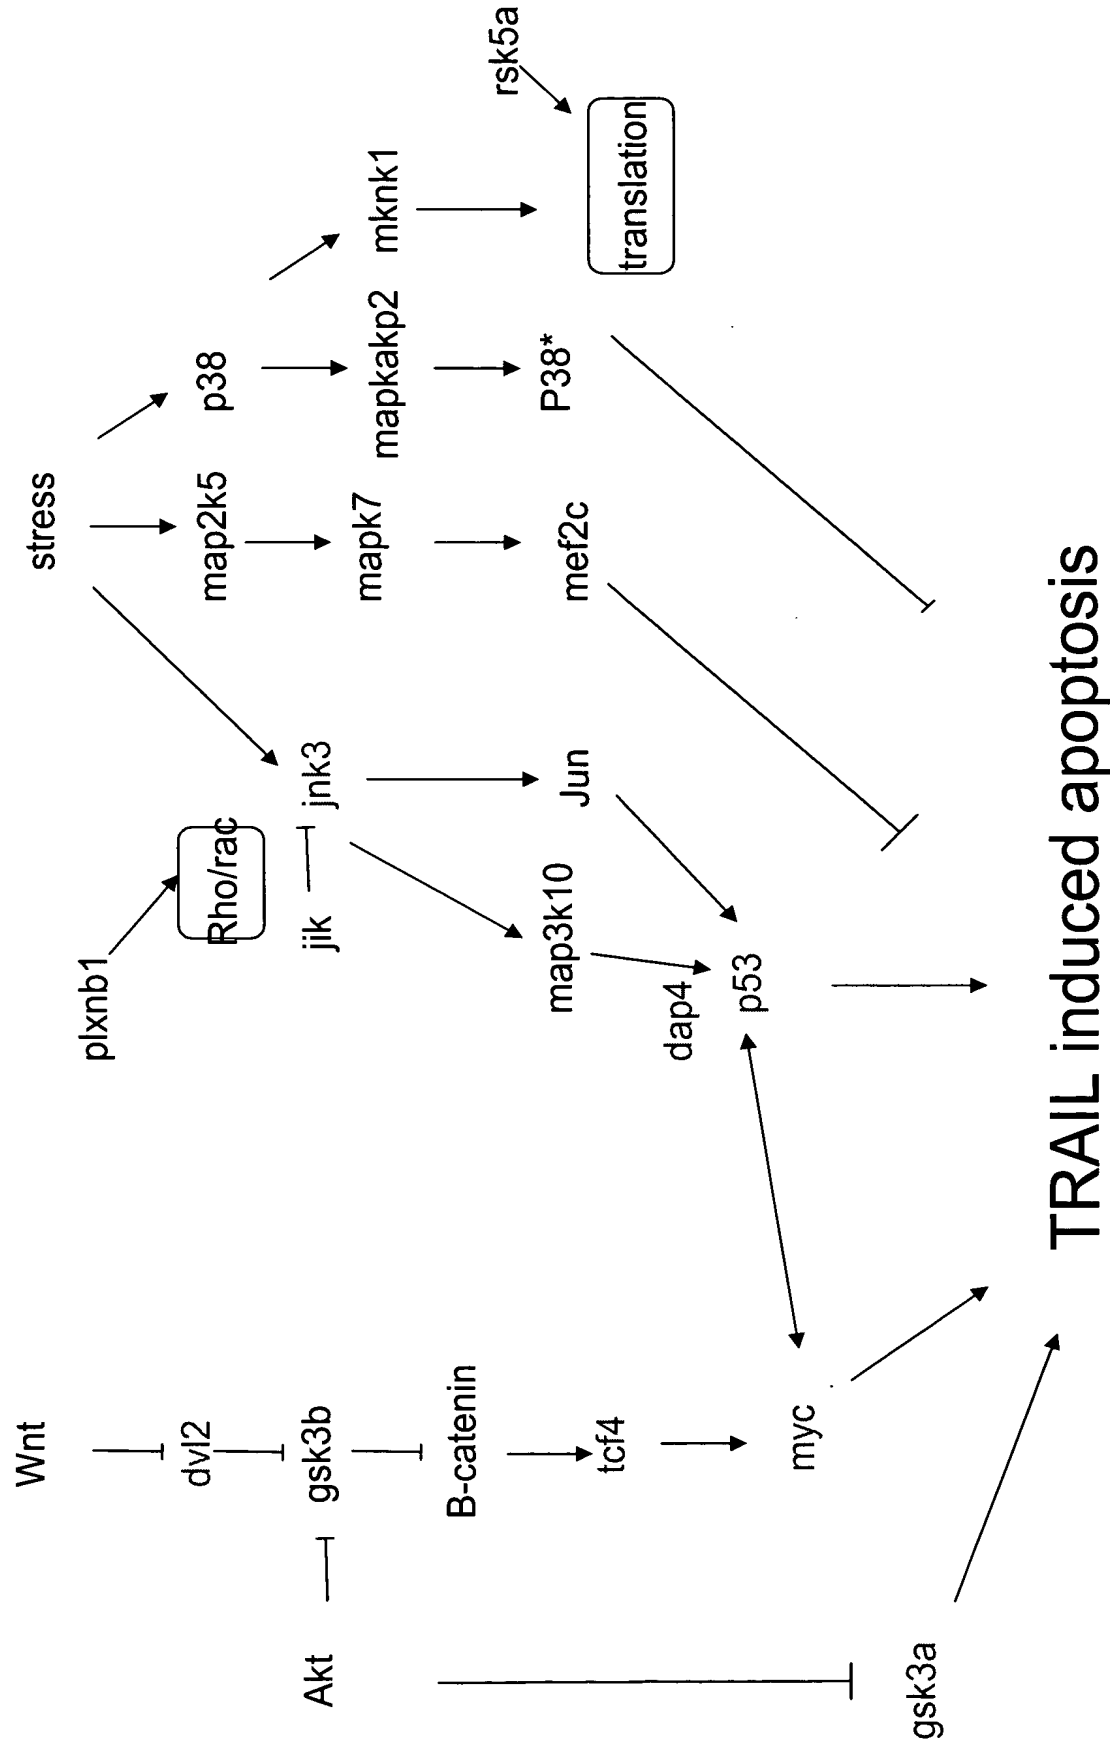 Wnt
plxnb1
stress
dvl2
Rho/rac
map2k5
p38
Akt
gsk3b
jik
jnk3
mapk7
mapkakp2
mknk1
rsk5a
B-catenin
tcf4
map3k10
Jun
mef2c
P38*
translation
dap4
p53
myc
gsk3a
TRAIL induced apoptosis